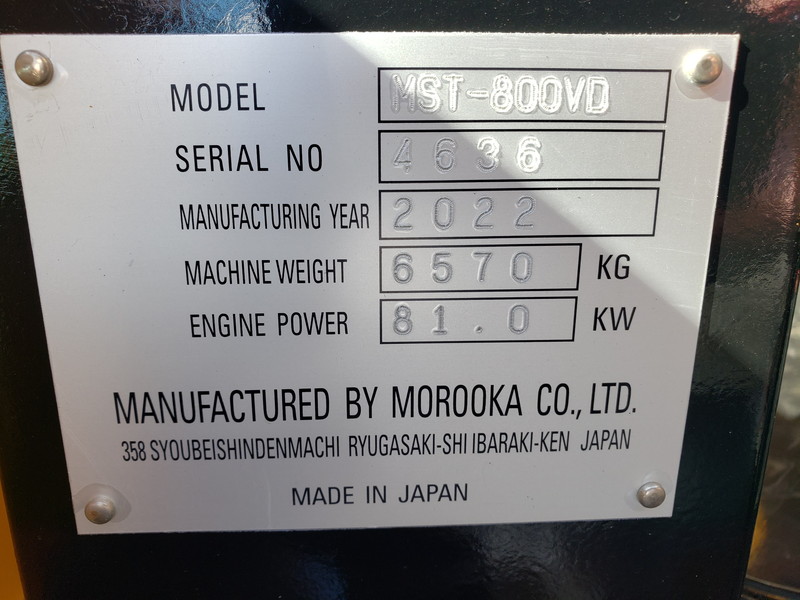 MODEL MST-800VD
SERIAL NO 4636
MANUFACTURING YEAR 2022
MACHINE WEIGHT 6570 KG
ENGINE POWER 81.0 KW
MANUFACTURED BY MOROOKA CO., LTD.
358 SYOUBEISHINDENMACHI RYUGASAKI-SHI IBARAKI-KEN JAPAN
MADE IN JAPAN